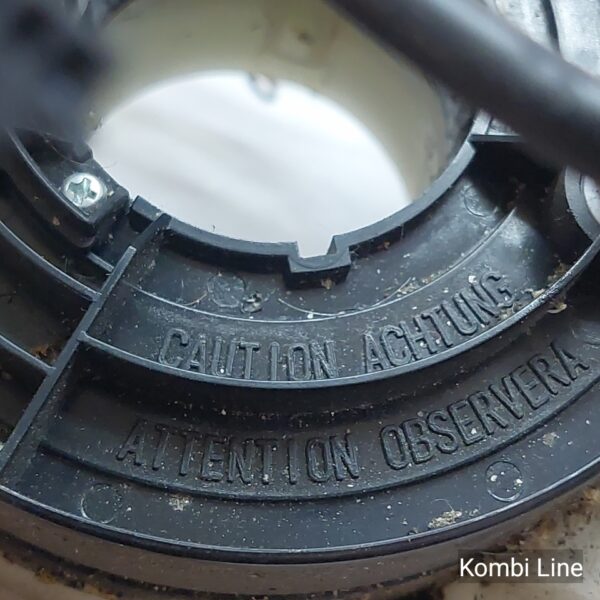 CAUTION ACHTUNG
ATTENTION OBSERVERA
Kombi Line